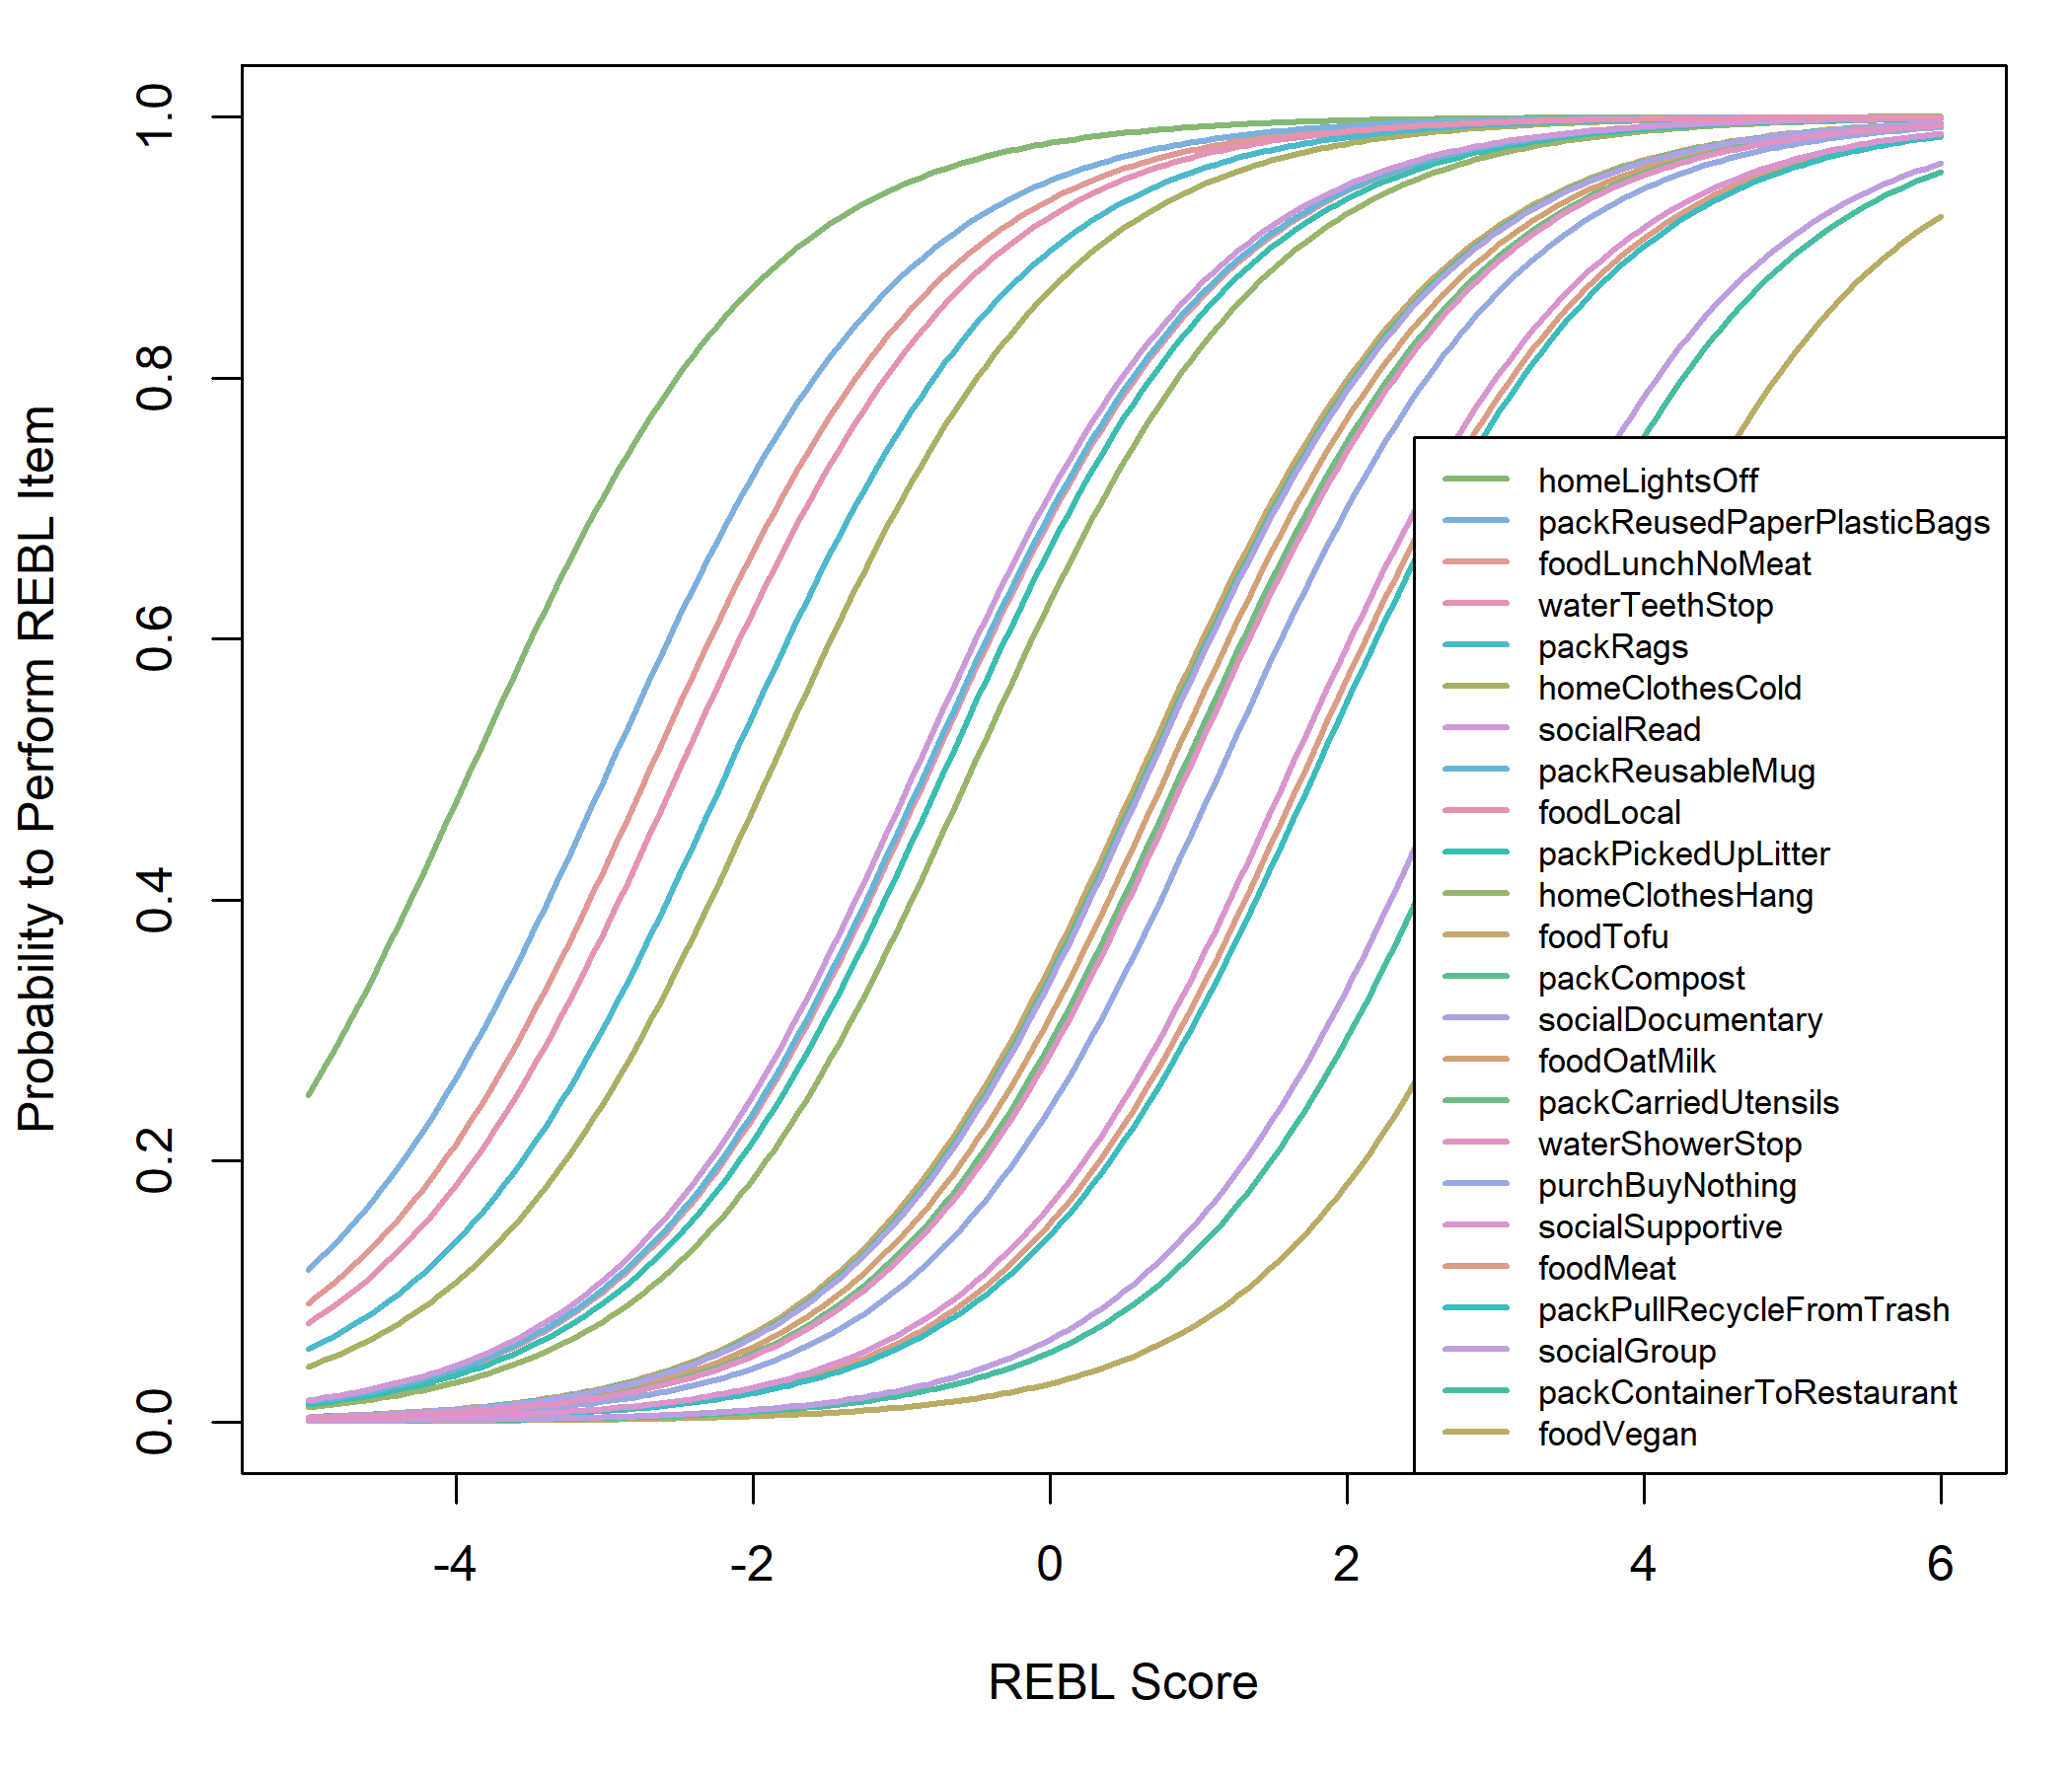 Probability to Perform REBL Item
1.0
0.8
0.6
0.4
0.2
0.0
homeLightsOff
packReusedPaperPlasticBags
foodLunchNoMeat
waterTeethStop
packRags
homeClothesCold
socialRead
packReusableMug
foodLocal
packPickedUpLitter
homeClothesHang
foodTofu
packCompost
socialDocumentary
foodOatMilk
packCarriedUtensils
waterShowerStop
purchBuyNothing
socialSupportive
foodMeat
packPullRecycleFromTrash
socialGroup
packContainerToRestaurant
foodVegan
-4 -2 0 2 4 6
REBL Score